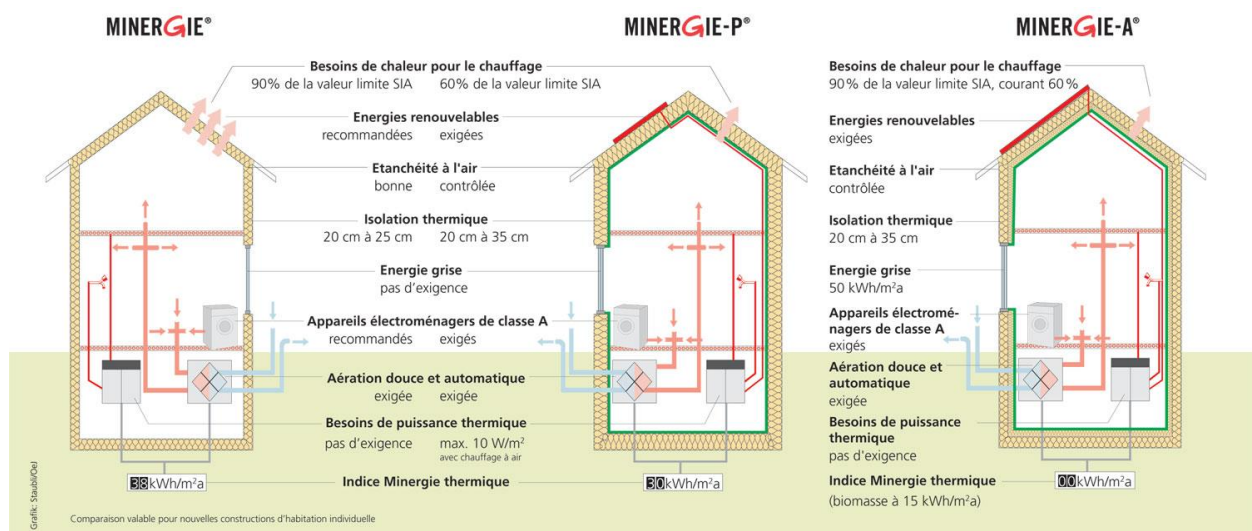 MINERGIE®
MINERGIE-P®
MINERGIE-A®
Besoins de chaleur pour le chauffage
90% de la valeur limite SIA 60% de la valeur limite SIA
Energies renouvelables
recommandées exigées
Etanchéité à l'air
bonne contrôlée
Isolation thermique
20 cm à 25 cm 20 cm à 35 cm
Energie grise
pas d'exigence
Appareils électroménagers de classe A
recommandés exigés
Aération douce et automatique
exigée exigée
Besoins de puissance thermique
pas d'exigence max. 10 W/m²
avec chauffage à air
38 kWh/m²a Indice Minergie thermique 30 kWh/m²a
Besoins de chaleur pour le chauffage
90% de la valeur limite SIA, courant 60%
Energies renouvelables
exigées
Etanchéité à l'air
contrôlée
Isolation thermique
20 cm à 35 cm
Energie grise
50 kWh/m²a
Appareils électromé-
nagers de classe A
exigés
Aération douce et
automatique
exigée
Besoins de puissance
thermique
pas d'exigence
Indice Minergie thermique 00 kWh/m²a
(biomasse à 15 kWh/m²a)
Grafik: Staubli/OeJ
Comparaison valable pour nouvelles constructions d'habitation individuelle